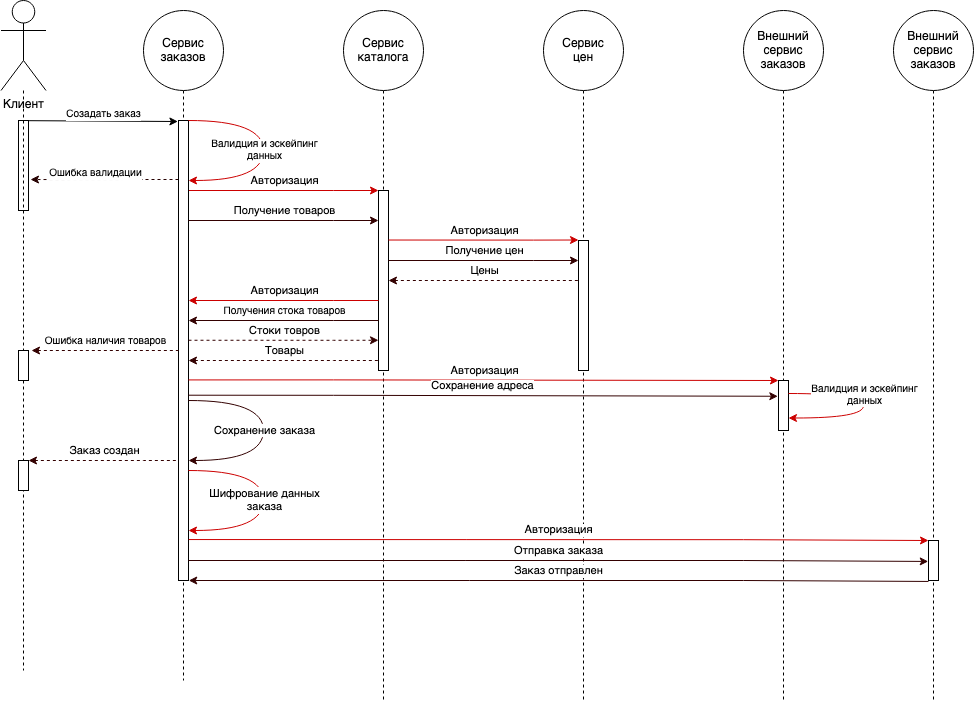 Сервис
заказов
Сервис
каталога
Сервис
цен
Внешний
сервис
заказов
Внешний
сервис
заказов
Клиент
Созадать заказ
Валидция и эскейпинг
данных
Ошибка валидации
Авторизация
Получение товаров
Авторизация
Получение цен
Цены
Авторизация
Получения стока товаров
Стоки товров
Ошибка наличия товаров
Товары
Авторизация
Сохранение адреса
Валидция и эскейпинг
данных
Сохранение заказа
Заказ создан
Шифрование данных
заказа
Авторизация
Отправка заказа
Заказ отправлен